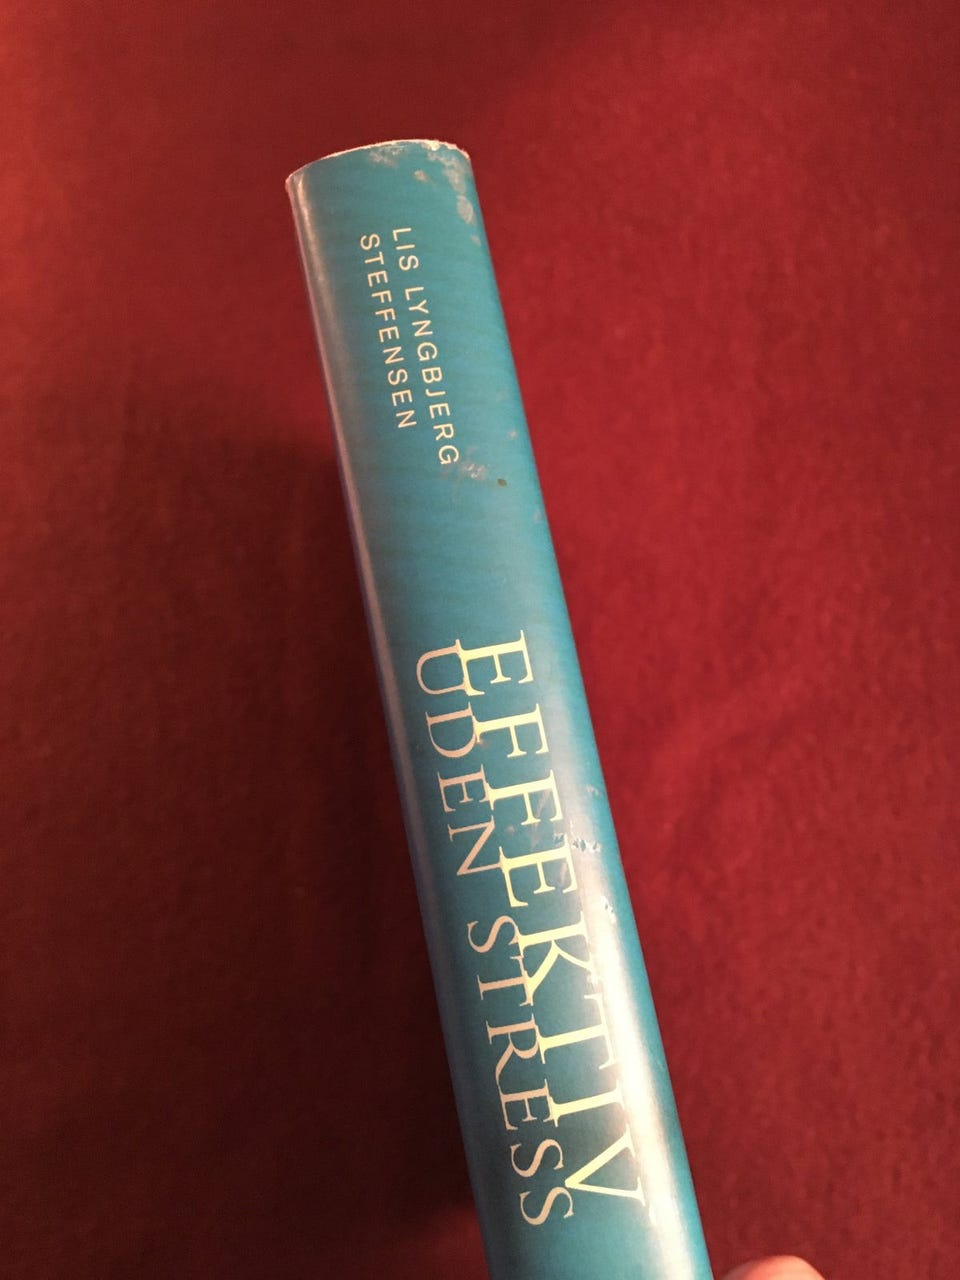 LIS LYNGBJERG
STEFFENSEN
EFFEKTIV
UDEN STRESS